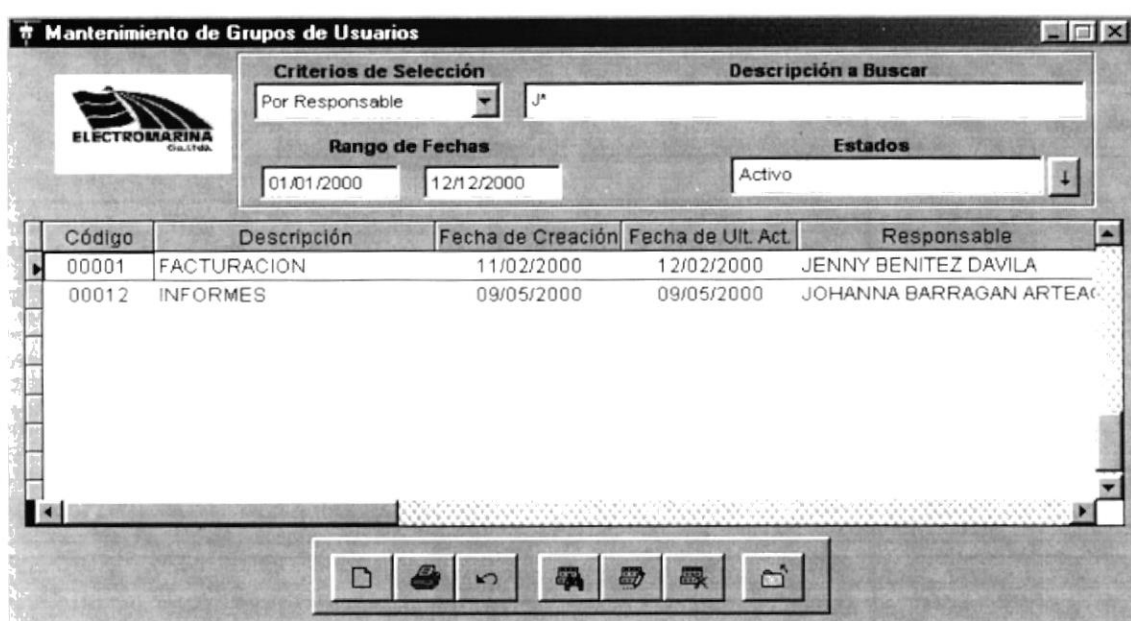 Mantenimiento de Grupos de Usuarios
ELECTROMARINA
Cia.Ltda.
Criterios de Selección
Descripción a Buscar
Por Responsable
J*
Rango de Fechas
Estados
01/01/2000 12/12/2000
Activo
Código Descripción Fecha de Creación Fecha de Ult. Act. Responsable
00001 FACTURACION 11/02/2000 12/02/2000 JENNY BENITEZ DAVILA
00012 INFORMES 09/05/2000 09/05/2000 JOHANNA BARRAGAN